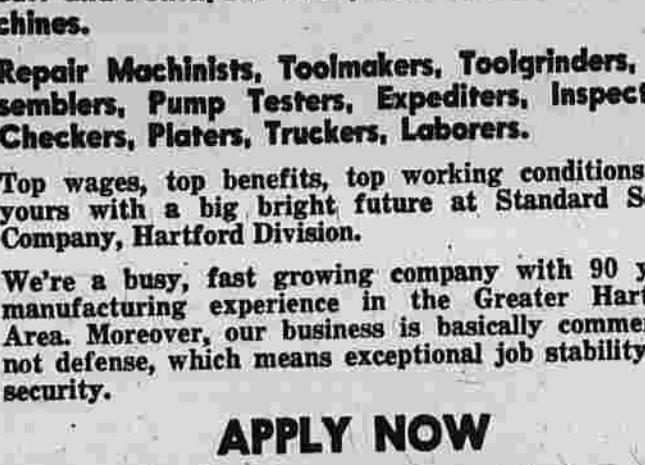 chines.
Repair Machinists, Toolmakers, Toolgrinders,
semblers, Pump Testers, Expediters, Inspect
Checkers, Platers, Truckers, Laborers.
Top wages, top benefits, top working conditions
yours with a big bright future at Standard S
Company, Hartford Division.
We're a busy, fast growing company with 90 y
manufacturing experience in the Greater Hart
Area. Moreover, our business is basically comme
not defense, which means exceptional job stability
security.
APPLY NOW